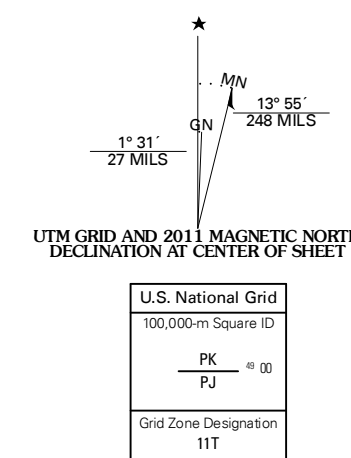 ★
MN
GN
13° 55´
248 MILS
1° 31´
27 MILS
UTM GRID AND 2011 MAGNETIC NORT
DECLINATION AT CENTER OF SHEET
U.S. National Grid
100,000-m Square ID
PK
49 00
PJ
Grid Zone Designation
11T